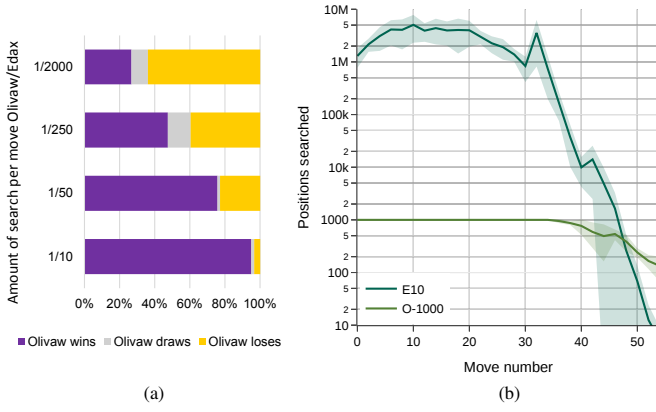 Amount of search per move Olivaw/Edax
1/2000
1/250
1/50
1/10
0% 20% 40% 60% 80% 100%
Olivaw wins Olivaw draws Olivaw loses
(a)
Positions searched
10M
5
2
1M
5
2
100k
5
2
10k
5
2
1000
5
2
100
5
2
10
E10
O-1000
0 10 20 30 40 50
Move number
(b)